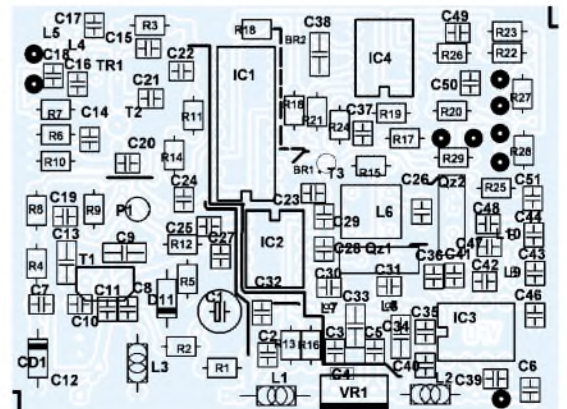 C17 R3 R18 C38 C49 R23
L5 C15 BR2 R26 R22
C18 L4 C22 IC1 IC4
C16 TR1 C50
C21 R18 R27
R7 T2 R11 R21 C37 R19 R20
C14 R24 R17
R6 R28
R10 C20 R14 BR1 T3 R15 R29
C24 C23 C26 Qz2 R25 C51
R8 C19 R9 P1 C29 L6 C48 C44
C13 C9 C25 R12 IC2 C28 Qz1 C47 L10
R4 T1 C27 C36 C41 C42 L9 C43
C7 C11 C8 D11 R5 C32 C30 C31
C10 C1 L7 L8 C46
C33 C35 IC3
R2 C2 R13 R16 C3 C5 C34
CD1 L3 R1 C4 C40
C12 L1 VR1 L2 C39 C6